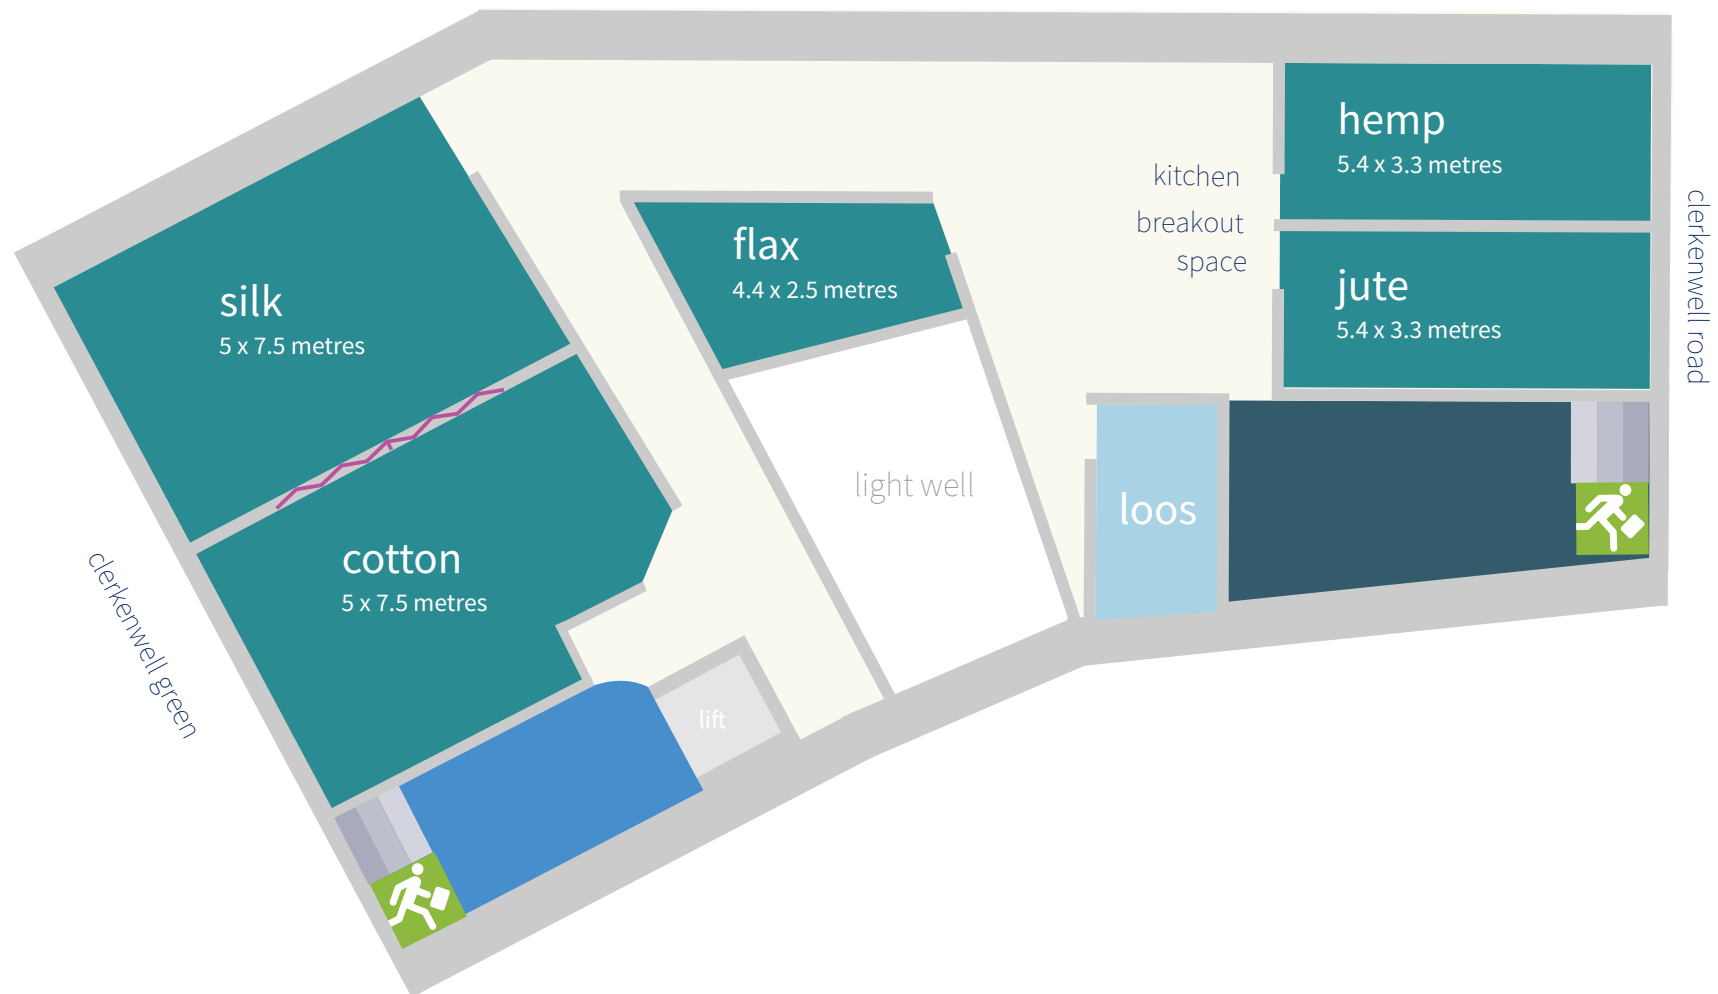 silk
5 x 7.5 metres
cotton
5 x 7.5 metres
clerkenwell green
lift
flax
4.4 x 2.5 metres
light well
kitchen
breakout
space
loos
hemp
5.4 x 3.3 metres
jute
5.4 x 3.3 metres
clerkenwell road